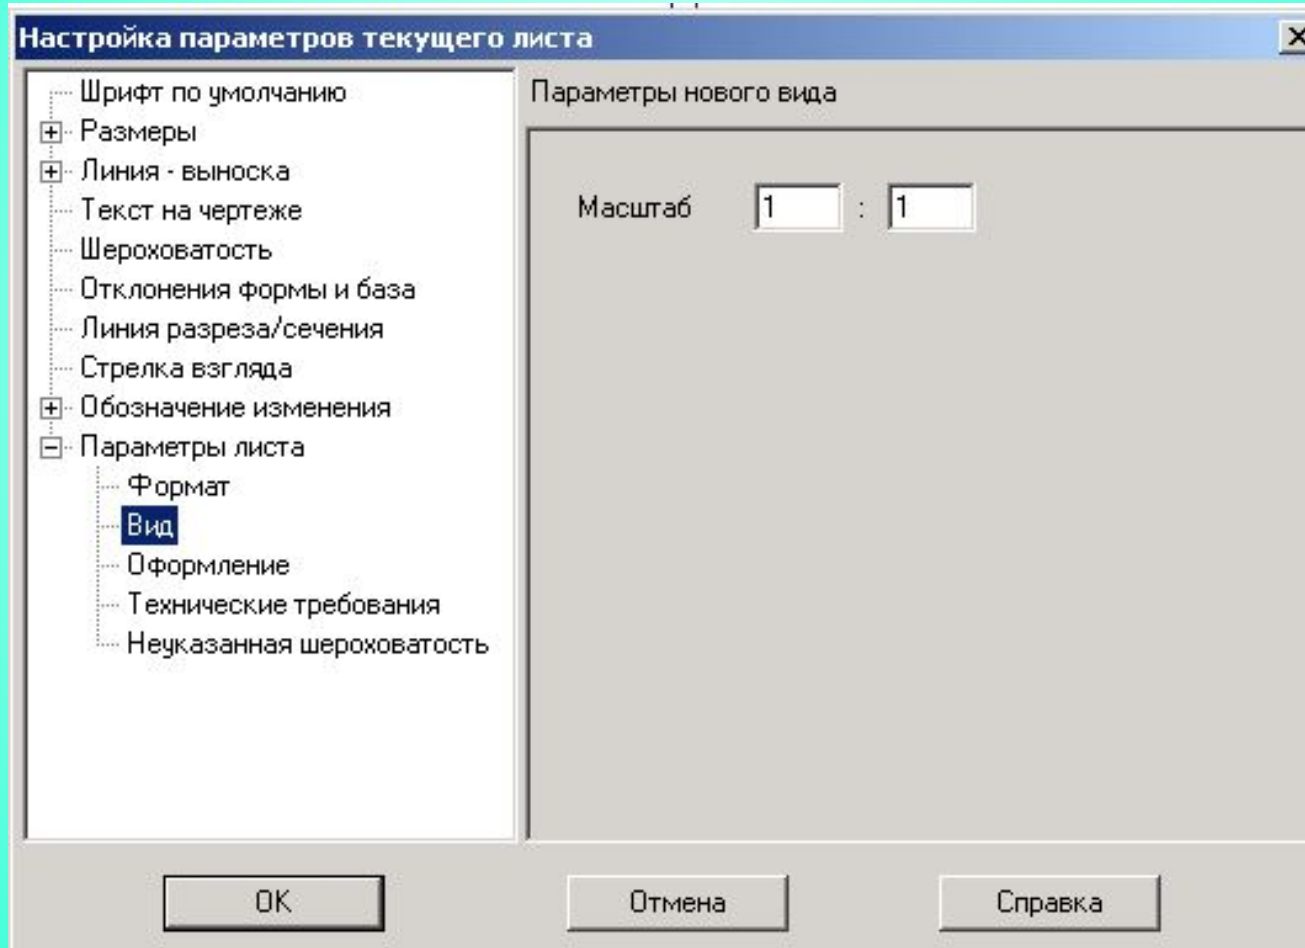 Настройка параметров текущего листа
Шрифт по умолчанию
Размеры
Линия - выноска
Текст на чертеже
Шероховатость
Отклонения формы и база
Линия разреза/сечения
Стрелка взгляда
Обозначение изменения
Параметры листа
Формат
Вид
Оформление
Технические требования
Неуказанная шероховатость
Параметры нового вида
Масштаб 1 : 1
OK Отмена Справка